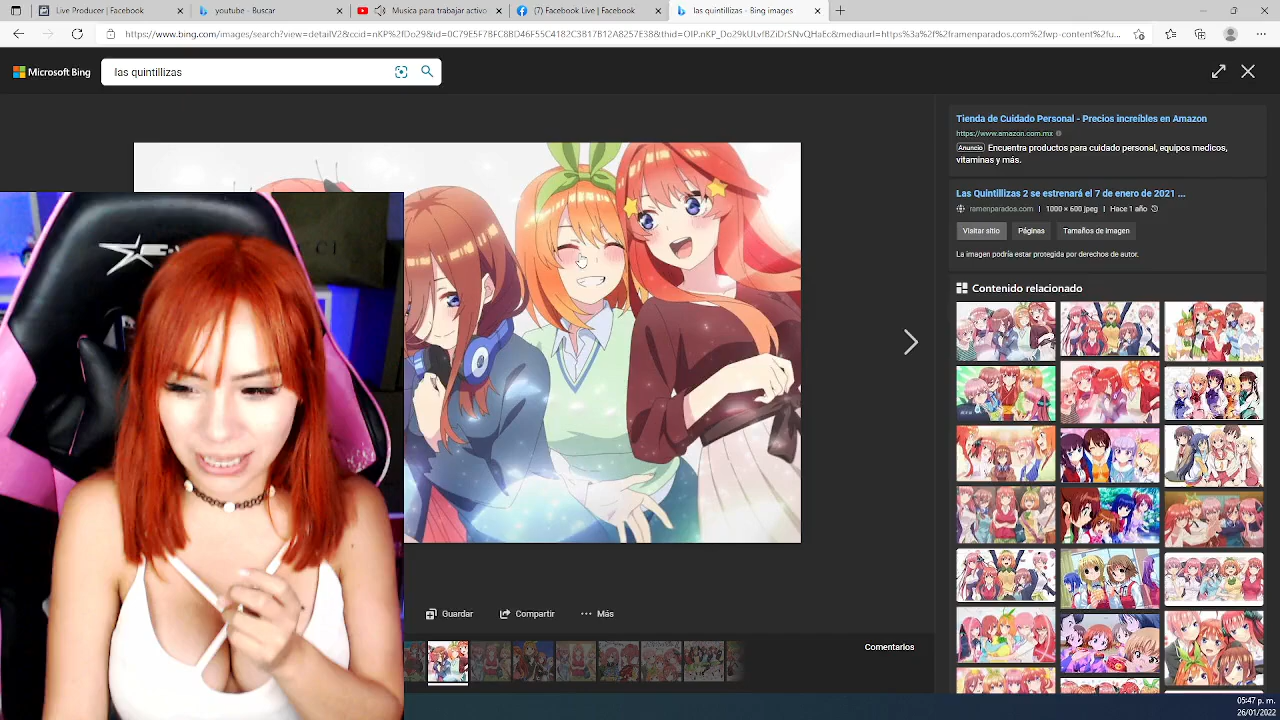 Live Producer | Facebook
youtube - Buscar
Musica para trabajar activo
(7) Facebook Live | Facebook
las quintillizas - Bing images
Microsoft Bing
las quintillizas
Tienda de Cuidado Personal - Precios increíbles en Amazon
https://www.amazon.com.mx
Anuncio Encuentra productos para cuidado personal, equipos medicos,
vitaminas y más.
Las Quintillizas 2 se estrenará el 7 de enero de 2021 ...
ramenparados.com | 1000 × 600 jpeg | Hace 1 año
Visitar sitio Página Tamaños de imagen
La imagen podría estar protegida por derechos de autor.
Contenido relacionado
Guardar Compartir ··· Más
Comentarios
05:47 p. m.
26/01/2022